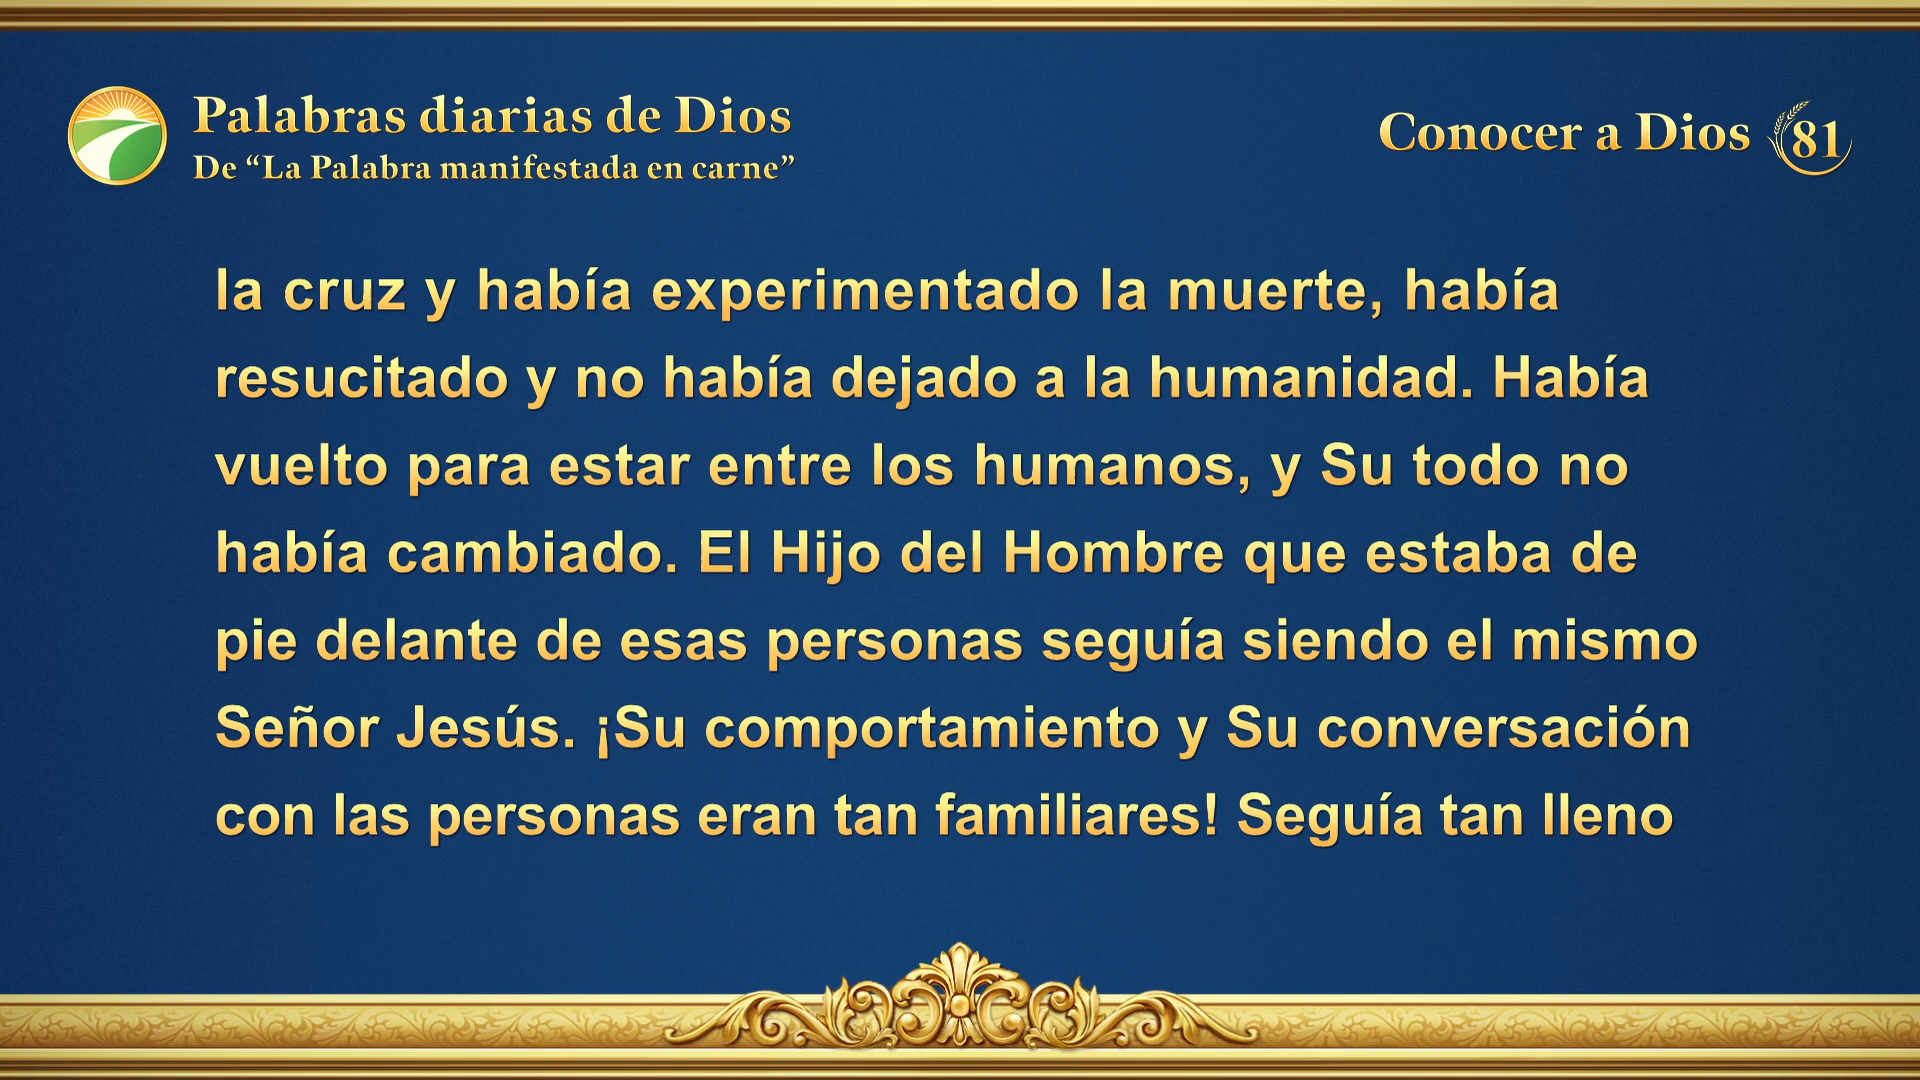 Palabras diarias de Dios
De “La Palabra manifestada en carne”
Conocer a Dios 81
la cruz y había experimentado la muerte, había
resucitado y no había dejado a la humanidad. Había
vuelto para estar entre los humanos, y Su todo no
había cambiado. El Hijo del Hombre que estaba de
pie delante de esas personas seguía siendo el mismo
Señor Jesús. ¡Su comportamiento y Su conversación
con las personas eran tan familiares! Seguía tan lleno